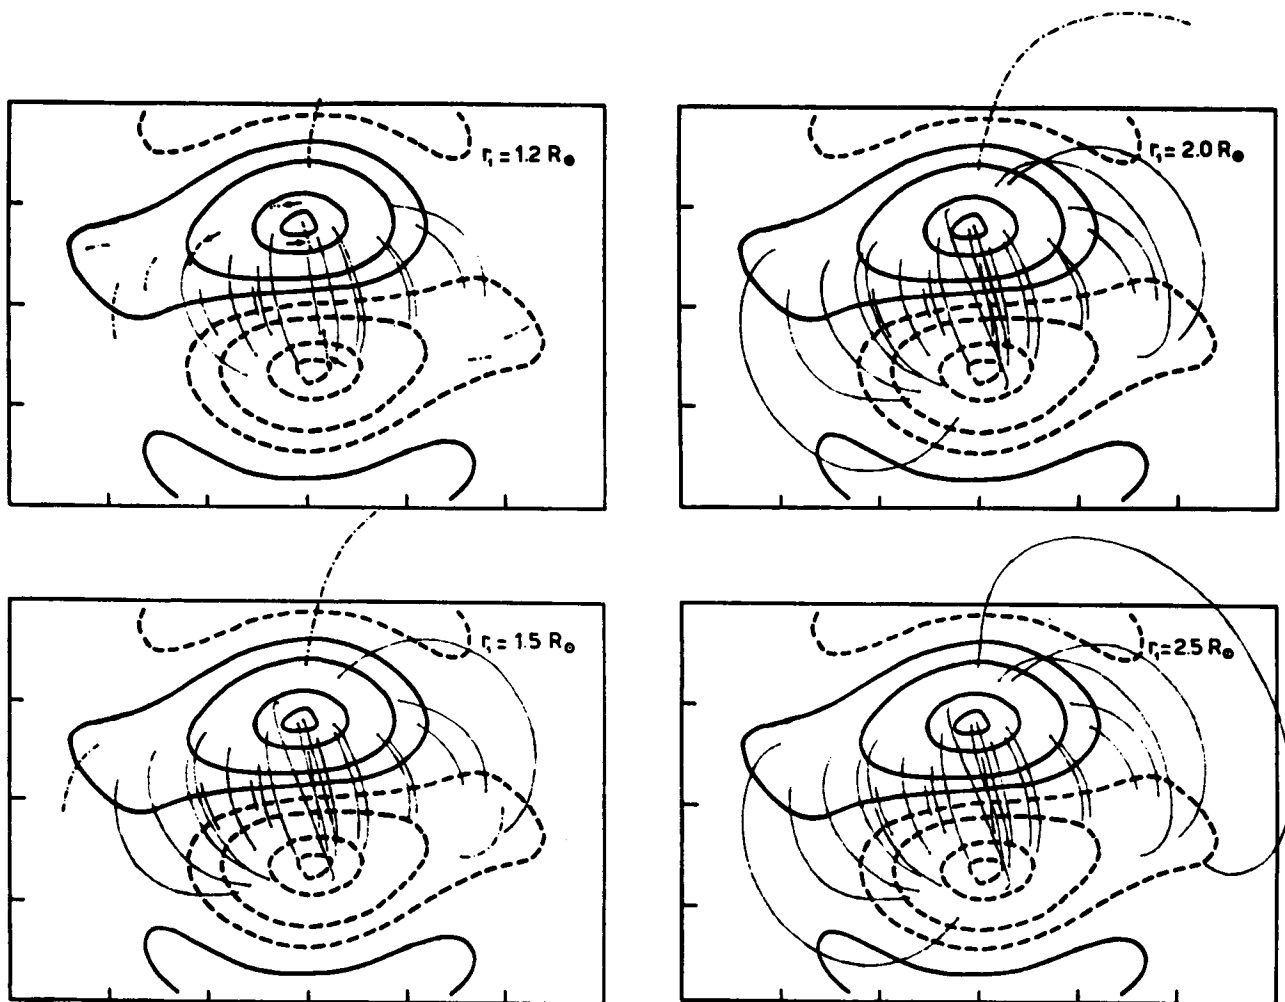 r₁ = 1.2 R⊙
r₁ = 2.0 R⊙
r₁ = 1.5 R⊙
r₁ = 2.5 R⊙